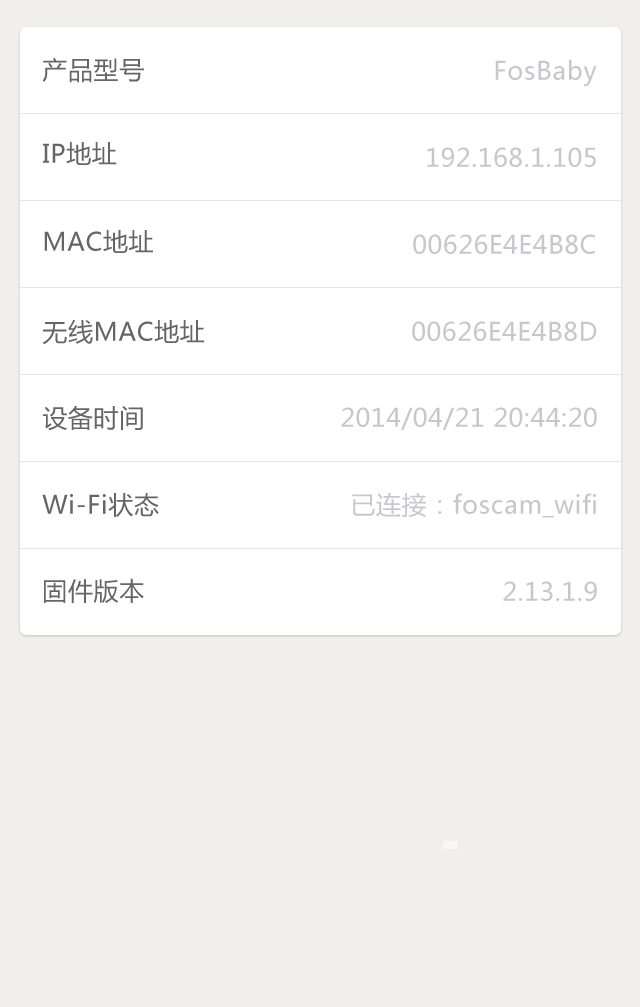 产品型号 FosBaby
IP地址 192.168.1.105
MAC地址 00626E4E4B8C
无线MAC地址 00626E4E4B8D
设备时间 2014/04/21 20:44:20
Wi-Fi状态 已连接：foscam_wifi
固件版本 2.13.1.9